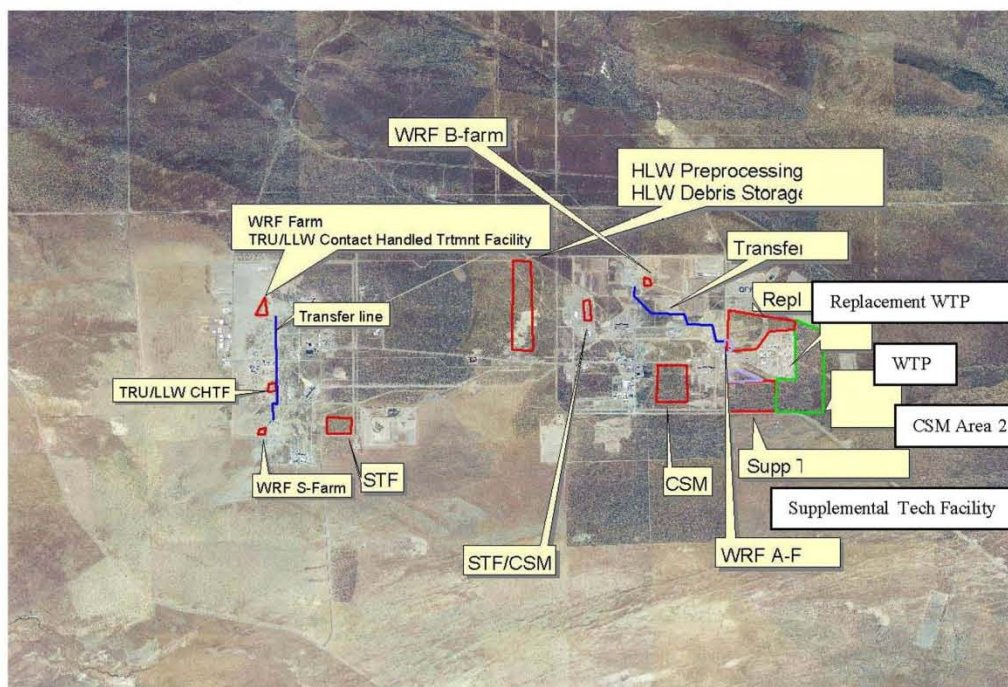 WRF B-farm
HLW Preprocessing
HLW Debris Storage
WRF Farm
TRU/LLW Contact Handled Trtmnt Facility
Transfer
Repl
Replacement WTP
Transfer line
WTP
TRU/LLW CHTF
CSM Area 2
WRF S-Farm
STF
CSM
Supp T
Supplemental Tech Facility
STF/CSM
WRF A-F